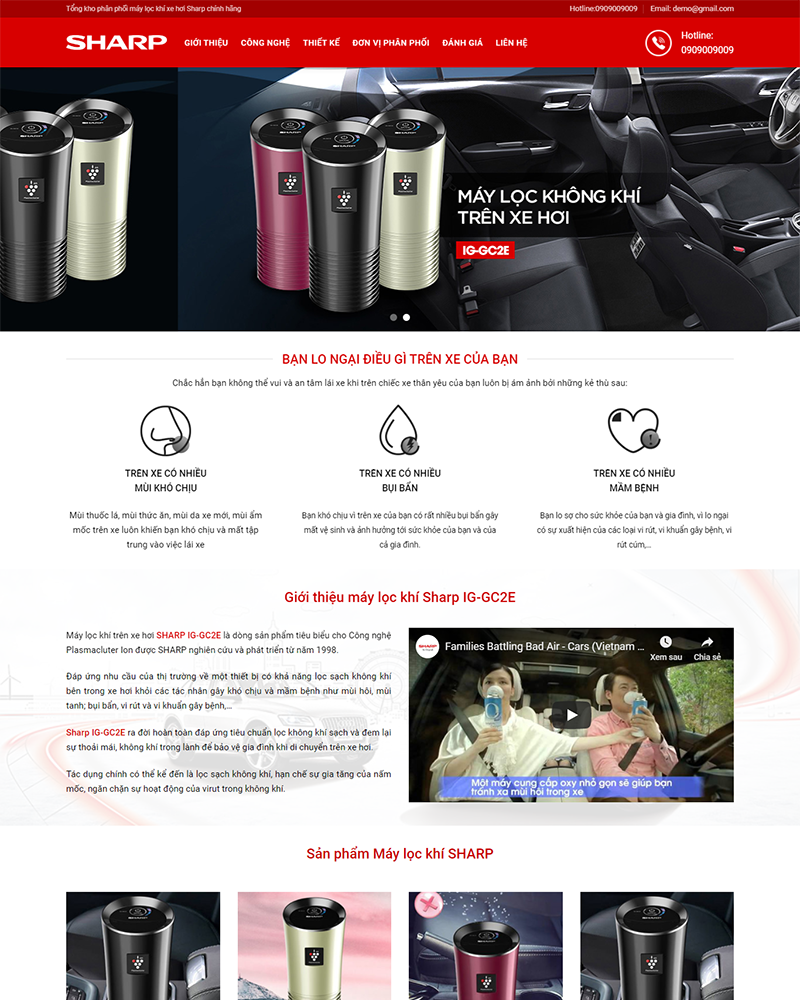 Tổng kho phân phối máy lọc khí xe hơi Sharp chính hãng
Hotline:0909009009
Email: demo@gmail.com
SHARP
GIỚI THIỆU
CÔNG NGHỆ
THIẾT KẾ
ĐƠN VỊ PHÂN PHỐI
ĐÁNH GIÁ
LIÊN HỆ
Hotline:
0909009009
SHARP
SHARP
SHARP
MÁY LỌC KHÔNG KHÍ
TRÊN XE HƠI
IG-GC2E
BẠN LO NGẠI ĐIỀU GÌ TRÊN XE CỦA BẠN
Chắc hẳn bạn không thể vui và an tâm lái xe khi trên chiếc xe thân yêu của bạn luôn bị ám ảnh bởi những kẻ thù sau:
TRÊN XE CÓ NHIỀU
MÙI KHÓ CHỊU
Mùi thuốc lá, mùi thức ăn, mùi da xe mới, mùi ẩm
mốc trên xe luôn khiến bạn khó chịu và mất tập
trung vào việc lái xe
TRÊN XE CÓ NHIỀU
BỤI BẨN
Bạn khó chịu vì trên xe của bạn có rất nhiều bụi bẩn gây
mất vệ sinh và ảnh hưởng tới sức khỏe của bạn và của
cả gia đình.
TRÊN XE CÓ NHIỀU
MẦM BỆNH
Bạn lo sợ cho sức khỏe của bạn và gia đình, vì lo ngại
có sự xuất hiện của các loại vi rút, vi khuẩn gây bệnh, vi
rút cúm,...
Giới thiệu máy lọc khí Sharp IG-GC2E
Máy lọc khí trên xe hơi SHARP IG-GC2E là dòng sản phẩm tiêu biểu cho Công nghệ
Plasmacluter Ion được SHARP nghiên cứu và phát triển từ năm 1998.
Đáp ứng nhu cầu của thị trường về một thiết bị có khả năng lọc sạch không khí
bên trong xe hơi khỏi các tác nhân gây khó chịu và mầm bệnh như mùi hôi, mùi
tanh; bụi bẩn, vi rút và vi khuẩn gây bệnh,...
Sharp IG-GC2E ra đời hoàn toàn đáp ứng tiêu chuẩn lọc không khí sạch và đem lại
sự thoải mái, không khí trong lành để bảo vệ gia đình khi di chuyển trên xe hơi.
Tác dụng chính có thể kể đến là lọc sạch không khí, hạn chế sự gia tăng của nấm
mốc, ngăn chặn sự hoạt động của virut trong không khí.
SHARP
Families Battling Bad Air - Cars (Vietnam ...
Xem sau
Chia sẻ
Một máy cung cấp oxy nhỏ gọn sẽ giúp bạn
tránh xa mùi hôi trong xe
Sản phẩm Máy lọc khí SHARP
SHARP
SHARP
SHARP
SHARP